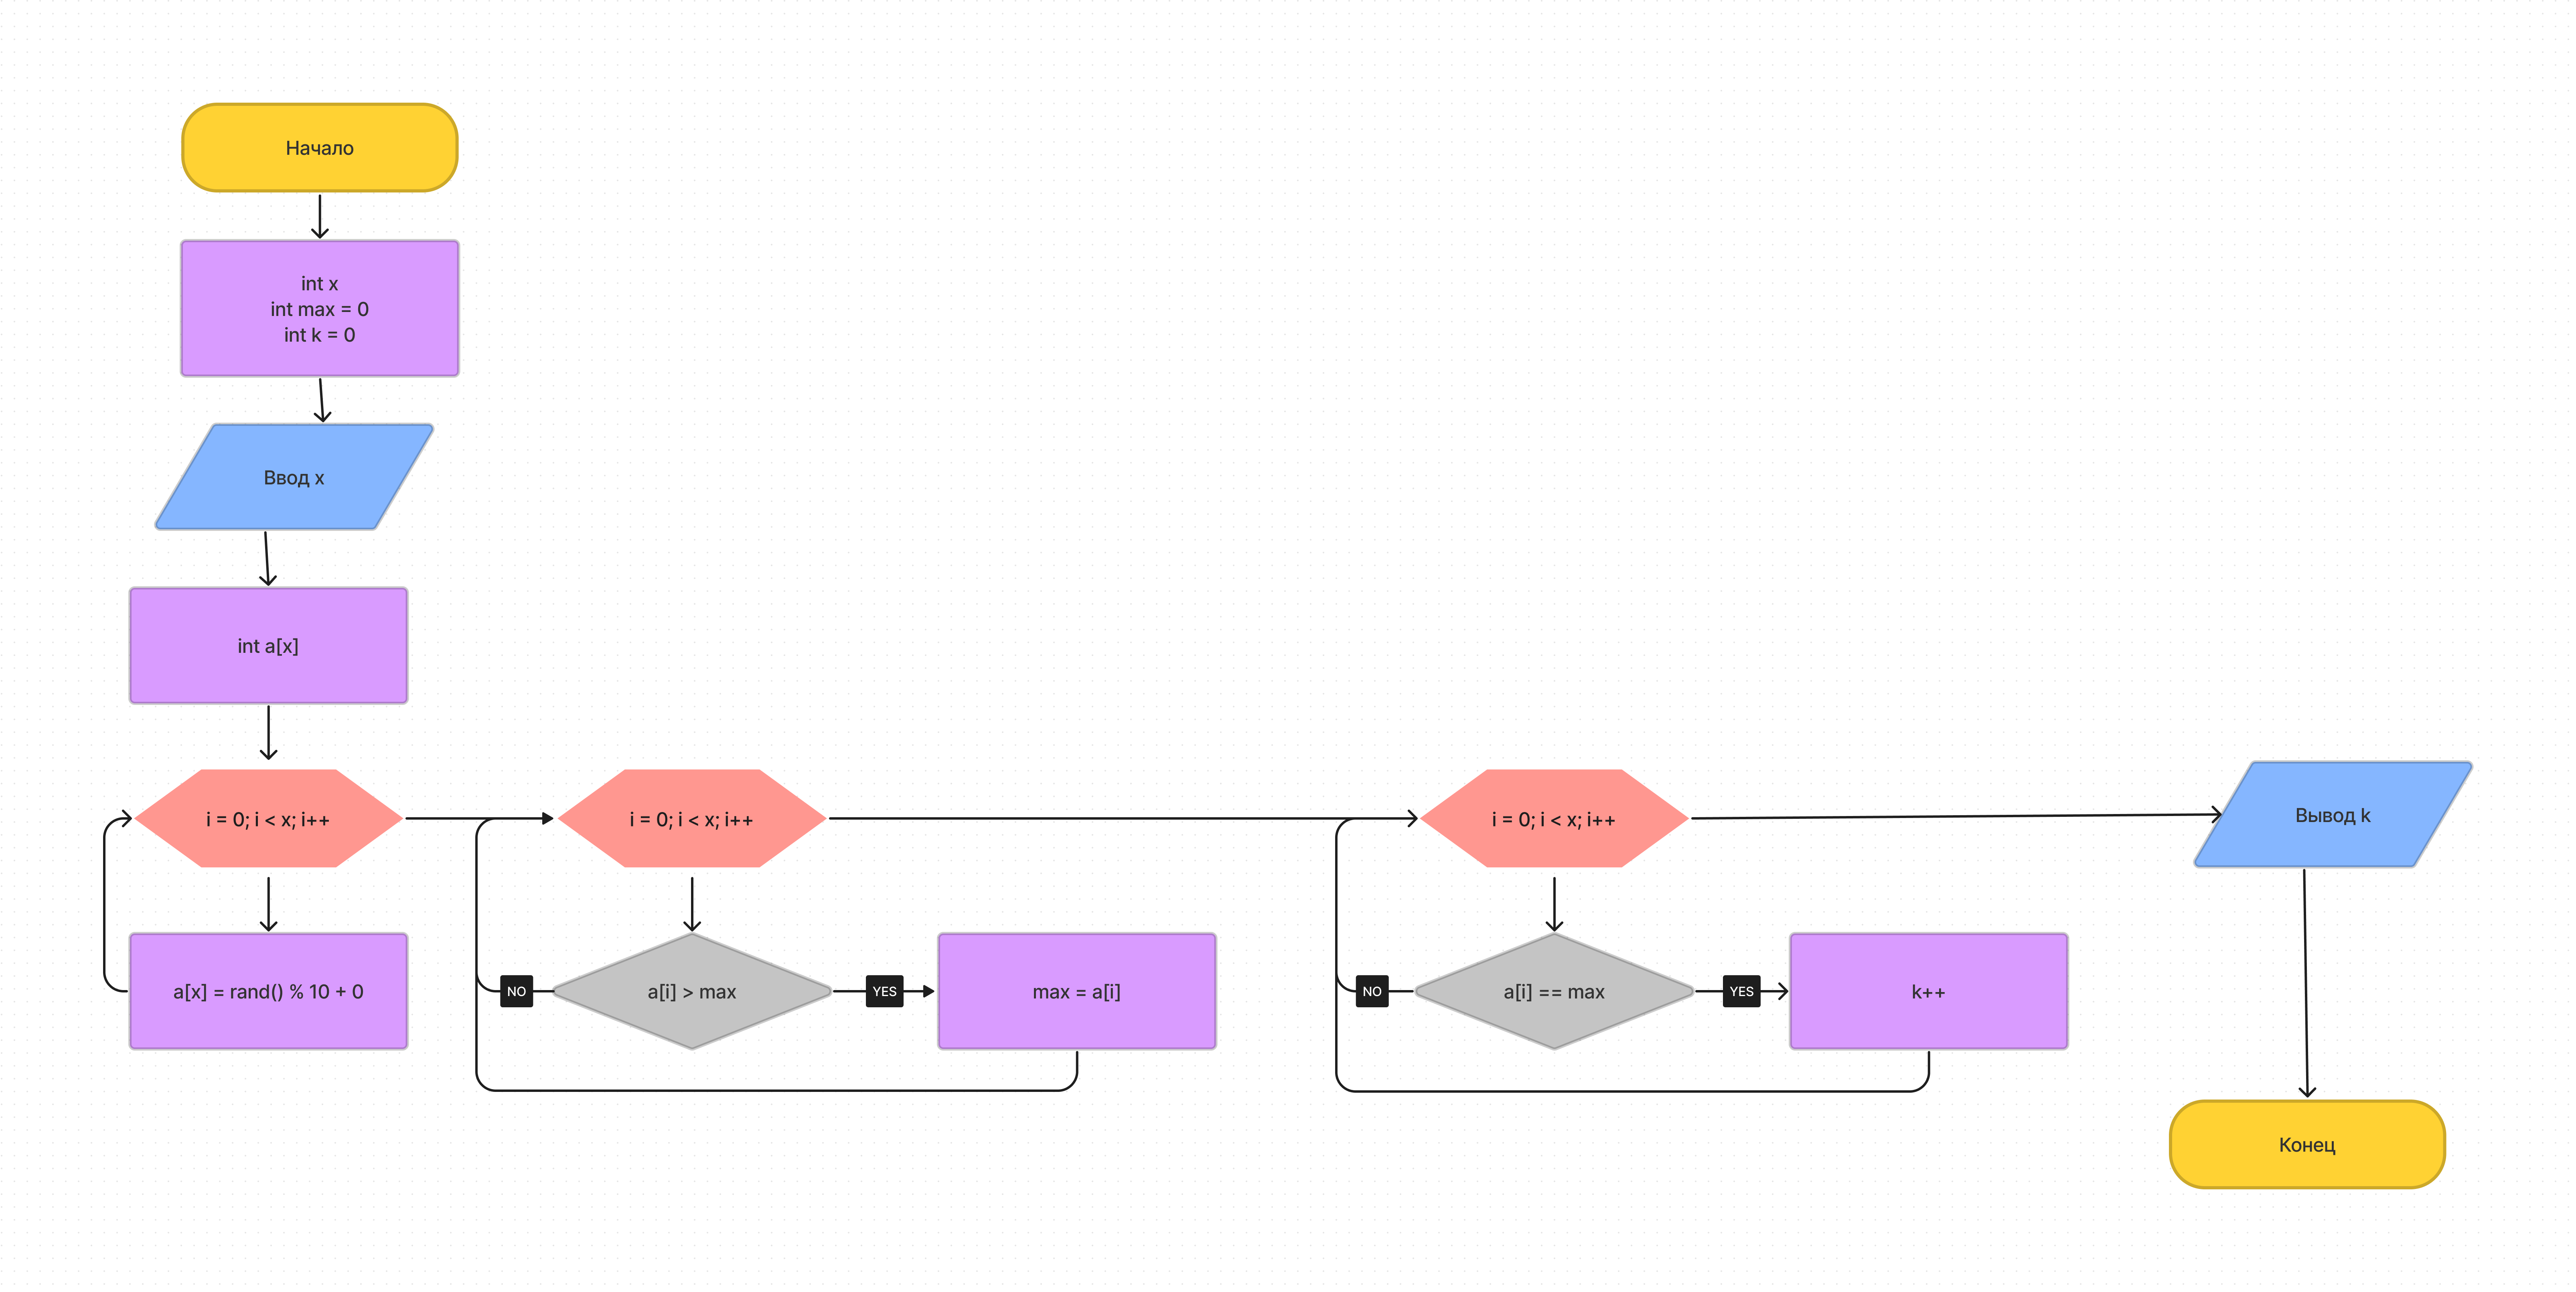 Начало
int x
int max = 0
int k = 0
Ввод x
int a[x]
i = 0; i < x; i++
a[x] = rand() % 10 + 0
i = 0; i < x; i++
NO
a[i] > max
YES
max = a[i]
i = 0; i < x; i++
NO
a[i] == max
YES
k++
Вывод k
Конец